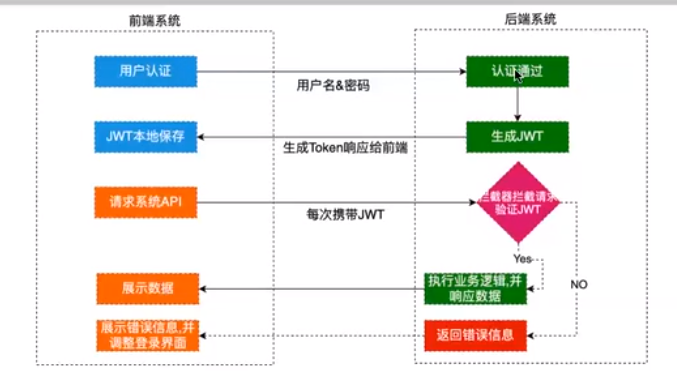 前端系统
后端系统
用户认证
用户名&密码
认证通过
JWT本地保存
生成Token响应给前端
生成JWT
请求系统API
每次携带JWT
拦截器拦截请求
验证JWT
Yes
NO
展示数据
执行业务逻辑,并
响应数据
展示错误信息,并
调整登录界面
返回错误信息